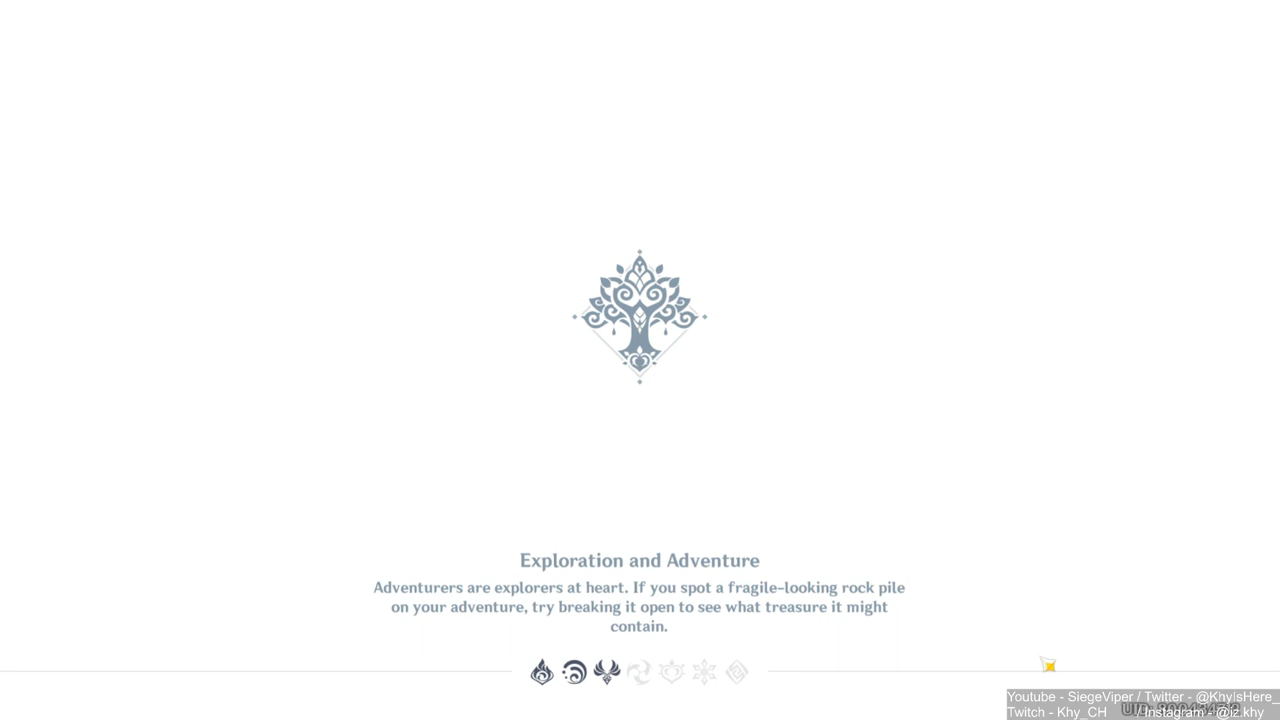 Exploration and Adventure
Adventurers are explorers at heart. If you spot a fragile-looking rock pile
on your adventure, try breaking it open to see what treasure it might
contain.
Youtube - SiegeViper / Twitter - @KhyIsHere_
Twitch - Khy_CH / Instagram - @iz.khy
UID: